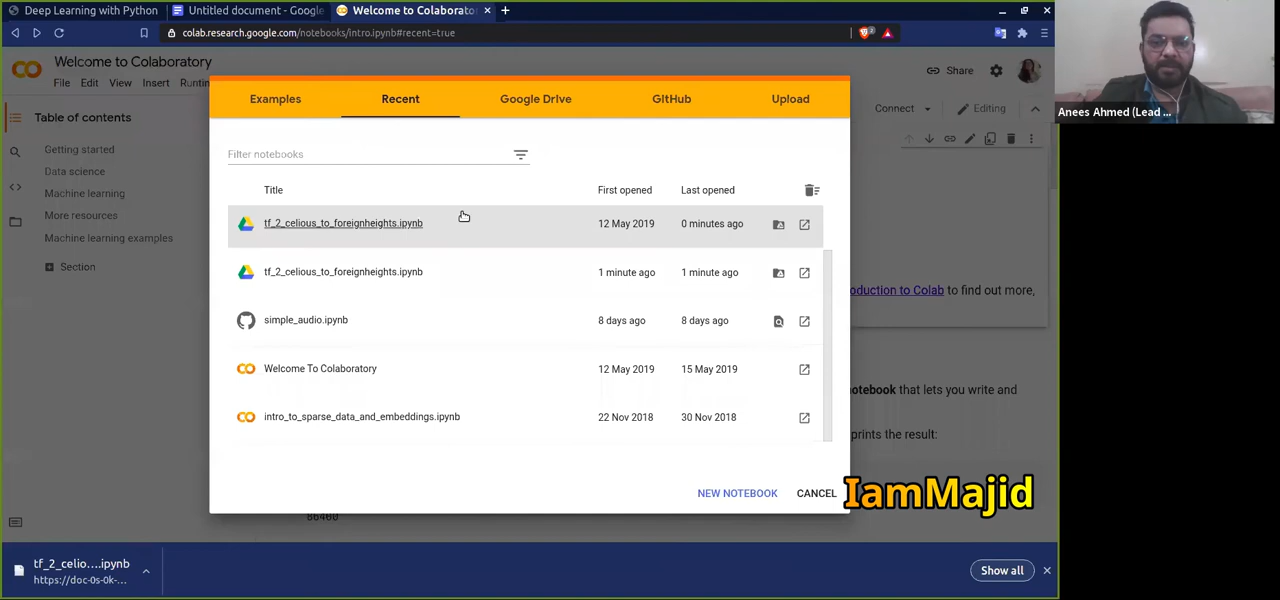 Deep Learning with Python
Untitled document - Google
Welcome to Colaborato
colab.research.google.com/notebooks/intro.ipynb#recent=true
Welcome to Colaboratory
File Edit View Insert Runtin
Share
Connect
Editing
Anees Ahmed (Lead ...
Table of contents
Getting started
Data science
Machine learning
More resources
Machine learning examples
Section
Examples
Recent
Google Drive
GitHub
Upload
Filter notebooks
Title First opened Last opened
tf_2_celious_to_foreignheights.ipynb 12 May 2019 0 minutes ago
tf_2_celious_to_foreignheights.ipynb 1 minute ago 1 minute ago
simple_audio.ipynb 8 days ago 8 days ago
Welcome To Colaboratory 12 May 2019 15 May 2019
intro_to_sparse_data_and_embeddings.ipynb 22 Nov 2018 30 Nov 2018
NEW NOTEBOOK CANCEL
oduction to Colab to find out more,
otebook that lets you write and
prints the result:
86400
IamMajid
tf_2_celio....ipynb
https://doc-0s-0k-...
Show all